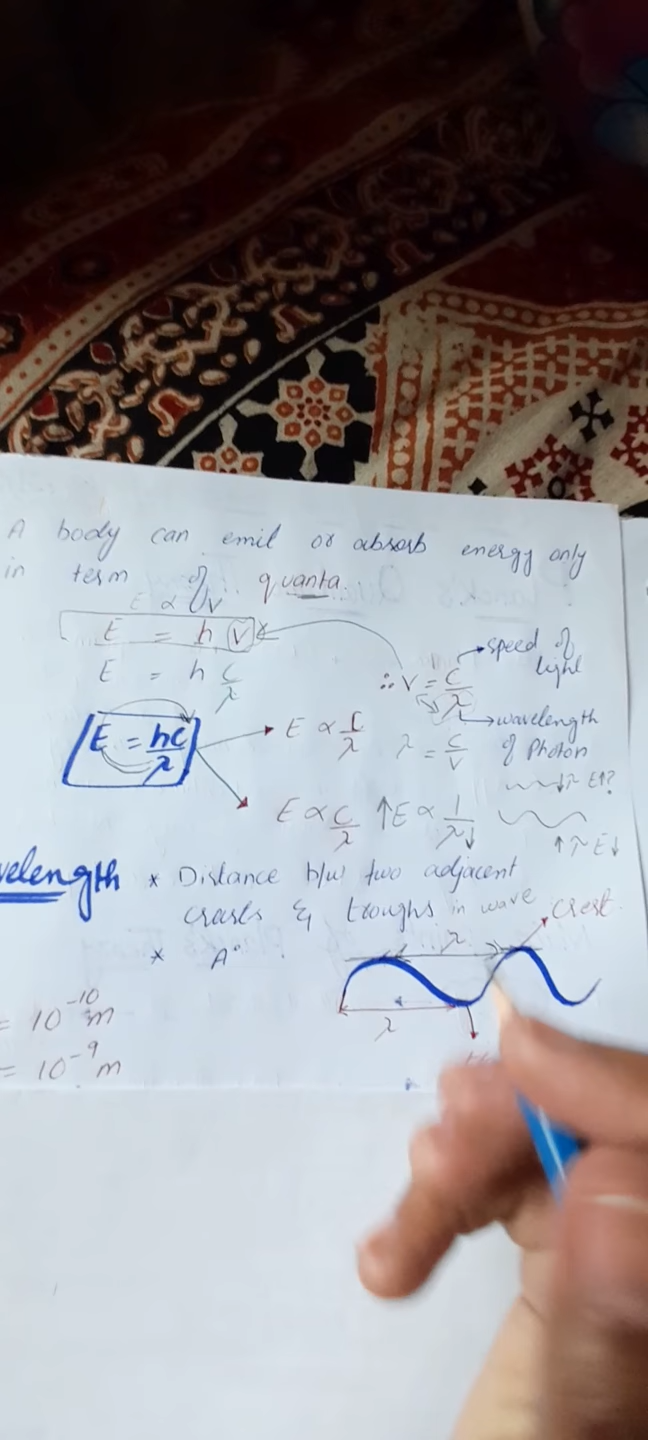 A body can emit or absorb energy only
in term of quanta.
E ∝ V
E = h V
E = h c/λ
∴ V = c/λ
speed of light
wavelength of Photon
E = hc/λ
E ∝ 1/λ
λ = c/V
↓λ E↑?
E ∝ c/λ
↑E ∝ 1/λ↓
↑λ E↓
velength * Distance b/w two adjacent
crests & troughs in wave
crest
* A°
λ
= 10⁻¹⁰ m
λ
= 10⁻⁹ m